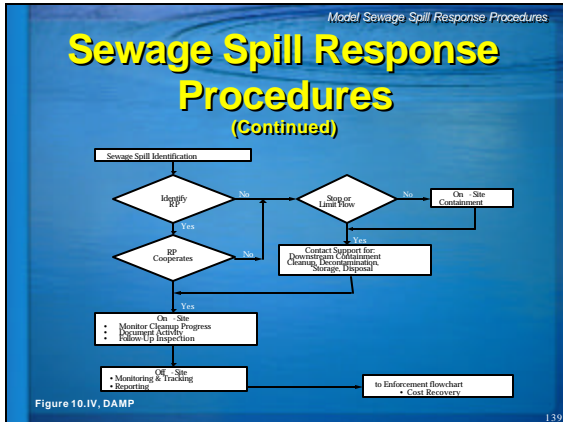 Model Sewage Spill Response Procedures
Sewage Spill Response
Procedures
(Continued)
Sewage Spill Identification
Identify
RP
No
Stop or
Limit Flow
No
On - Site
Containment
Yes
Yes
RP
Cooperates
No
Contact Support for:
Downstream Containment
Cleanup, Decontamination,
Storage, Disposal
Yes
On - Site
• Monitor Cleanup Progress
• Document Activity
• Follow-Up Inspection
Off - Site
• Monitoring & Tracking
• Reporting
to Enforcement flowchart
• Cost Recovery
Figure 10.IV, DAMP
139